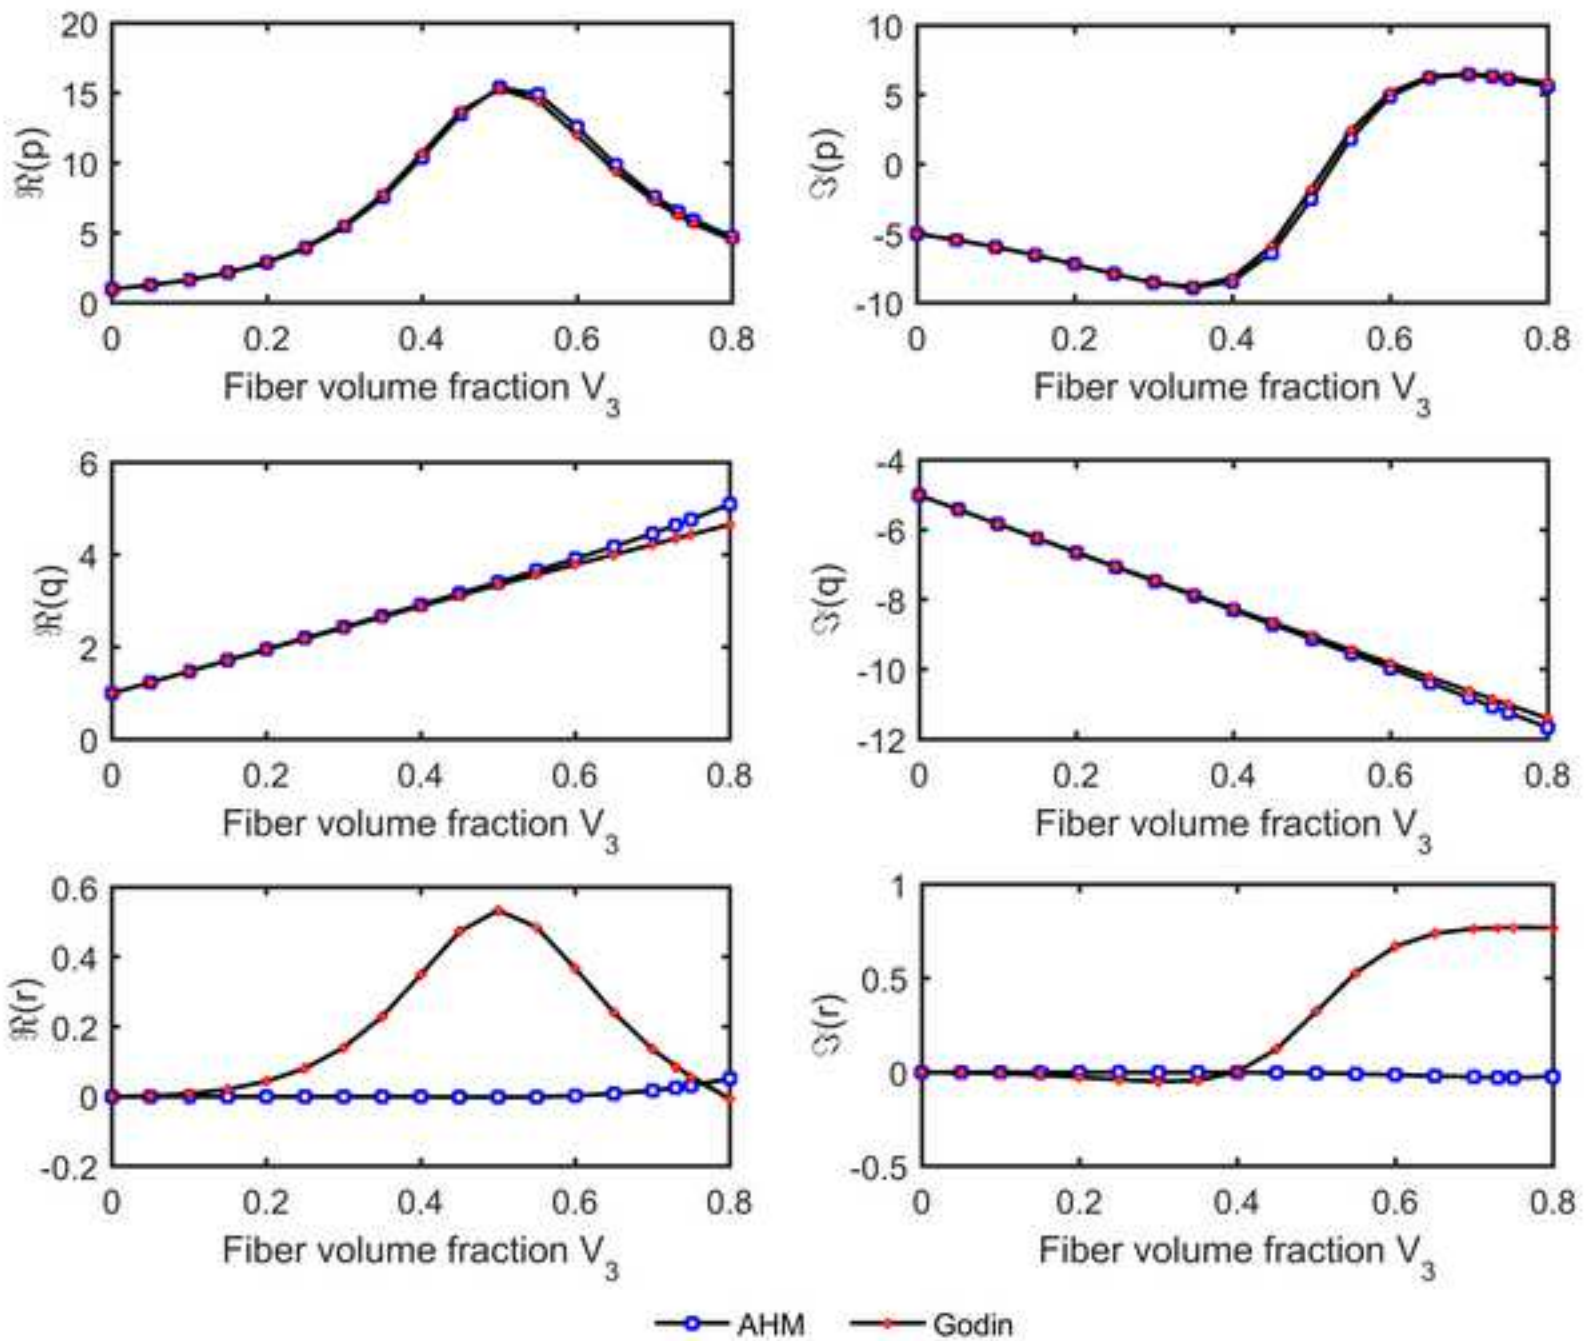 20
15
10
5
0
ℜ(p)
0 0.2 0.4 0.6 0.8
Fiber volume fraction V3
10
5
0
-5
-10
ℑ(p)
0 0.2 0.4 0.6 0.8
Fiber volume fraction V3
6
4
2
0
ℜ(q)
0 0.2 0.4 0.6 0.8
Fiber volume fraction V3
-4
-6
-8
-10
-12
ℑ(q)
0 0.2 0.4 0.6 0.8
Fiber volume fraction V3
0.6
0.4
0.2
0
-0.2
ℜ(r)
0 0.2 0.4 0.6 0.8
Fiber volume fraction V3
1
0.5
0
-0.5
ℑ(r)
0 0.2 0.4 0.6 0.8
Fiber volume fraction V3
AHM Godin